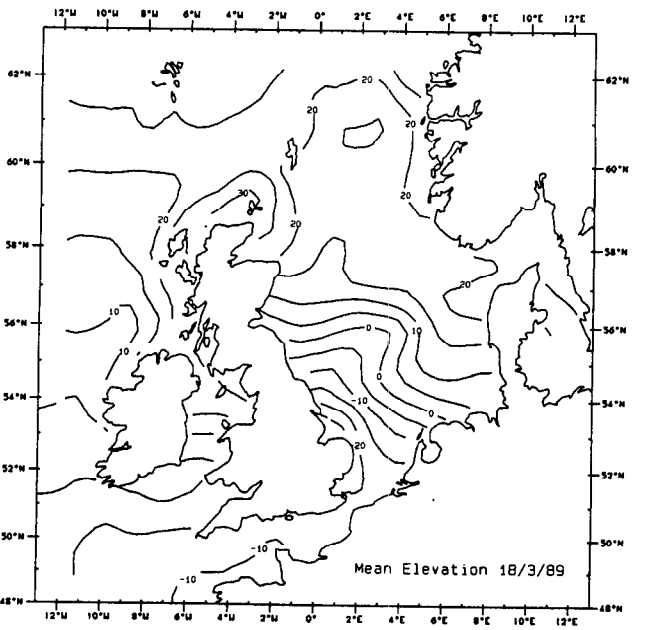 12°W 10°W 8°W 6°W 4°W 2°W 0° 2°E 4°E 6°E 8°E 10°E 12°E
62°N 20 62°N
20
20
60°N 60°N
30 20
20 20
58°N 58°N
20
10
56°N 0 10 56°N
10
0
54°N -10 0 54°N
20
52°N 52°N
50°N -10 50°N
Mean Elevation 18/3/89
-10
48°N 48°N
12°W 10°W 8°W 6°W 4°W 2°W 0° 2°E 4°E 6°E 8°E 10°E 12°E